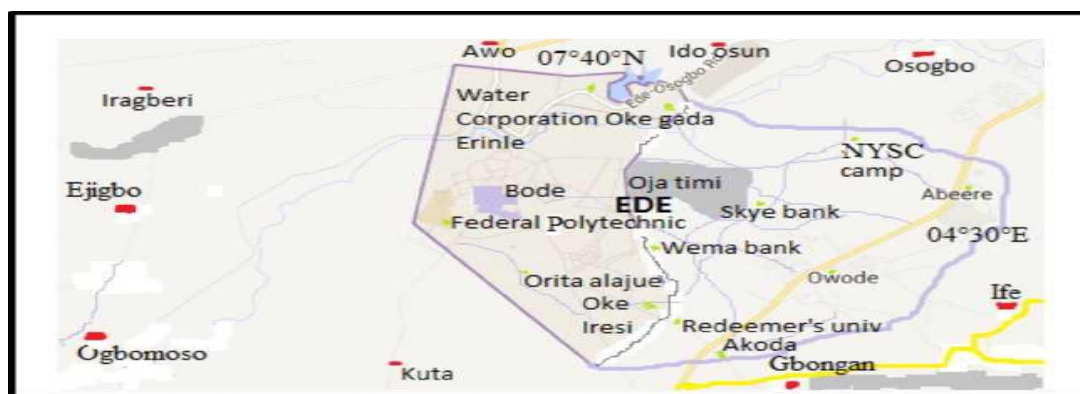 Awo
07°40°N
Ido osun
Osogbo
Iragberi
Water
Corporation
Erinle
Ede-Osogbo Rd
Oke gada
NYSC
camp
Ejigbo
Bode
Oja timi
EDE
Skye bank
Abeere
Federal Polytechnic
04°30°E
Wema bank
Orita alajue
Owode
Oke
Iresi
Ife
Redeemer's univ
Akoda
Ogbomoso
Kuta
Gbongan